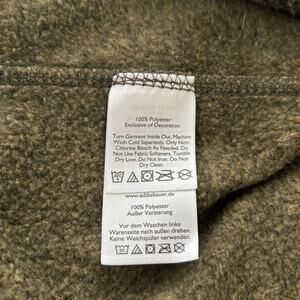 100% Polyester
Exclusive of Decoration
Turn Garment Inside Out. Machine
Wash Cold Separately. Only Non-
Chlorine Bleach As Needed. Do
Not Use Fabric Softeners. Tumble
Dry Low. Do Not Iron. Do Not
Dry Clean.
www.eddiebauer.de
100% Polyester
Außer Verzierung
Vor dem Waschen linke
Warenseite nach außen drehen.
Keine Weichspüler verwenden.